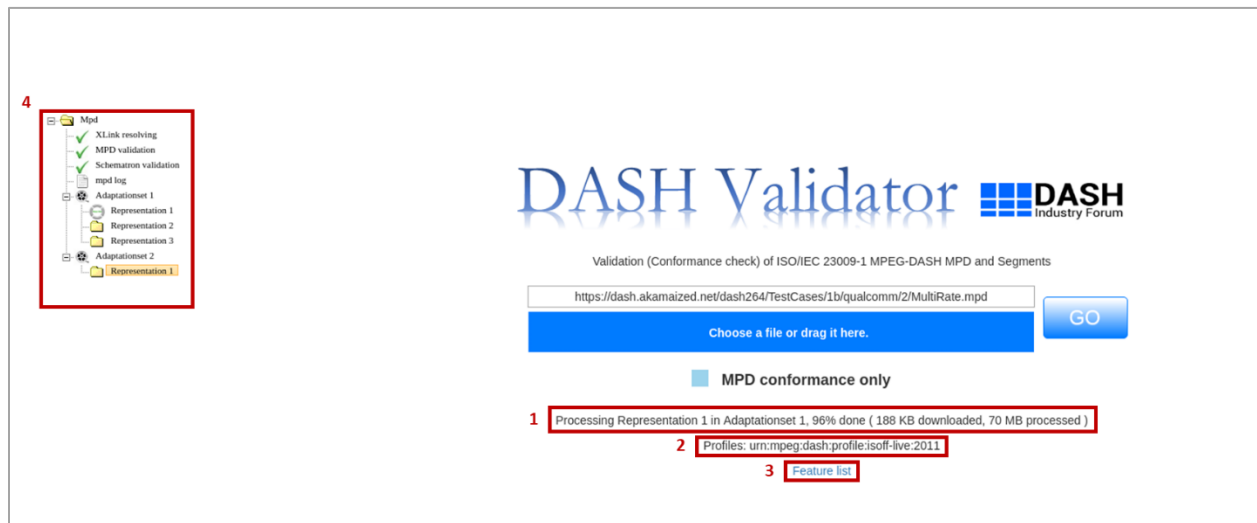 4
Mpd
XLink resolving
MPD validation
Schematron validation
mpd log
Adaptationset 1
Representation 1
Representation 2
Representation 3
Adaptationset 2
Representation 1
DASH Validator
DASH
Industry Forum
Validation (Conformance check) of ISO/IEC 23009-1 MPEG-DASH MPD and Segments
https://dash.akamaized.net/dash264/TestCases/1b/qualcomm/2/MultiRate.mpd
GO
Choose a file or drag it here.
MPD conformance only
1 Processing Representation 1 in Adaptationset 1, 96% done ( 188 KB downloaded, 70 MB processed )
2 Profiles: urn:mpeg:dash:profile:isoff-live:2011
3 Feature list